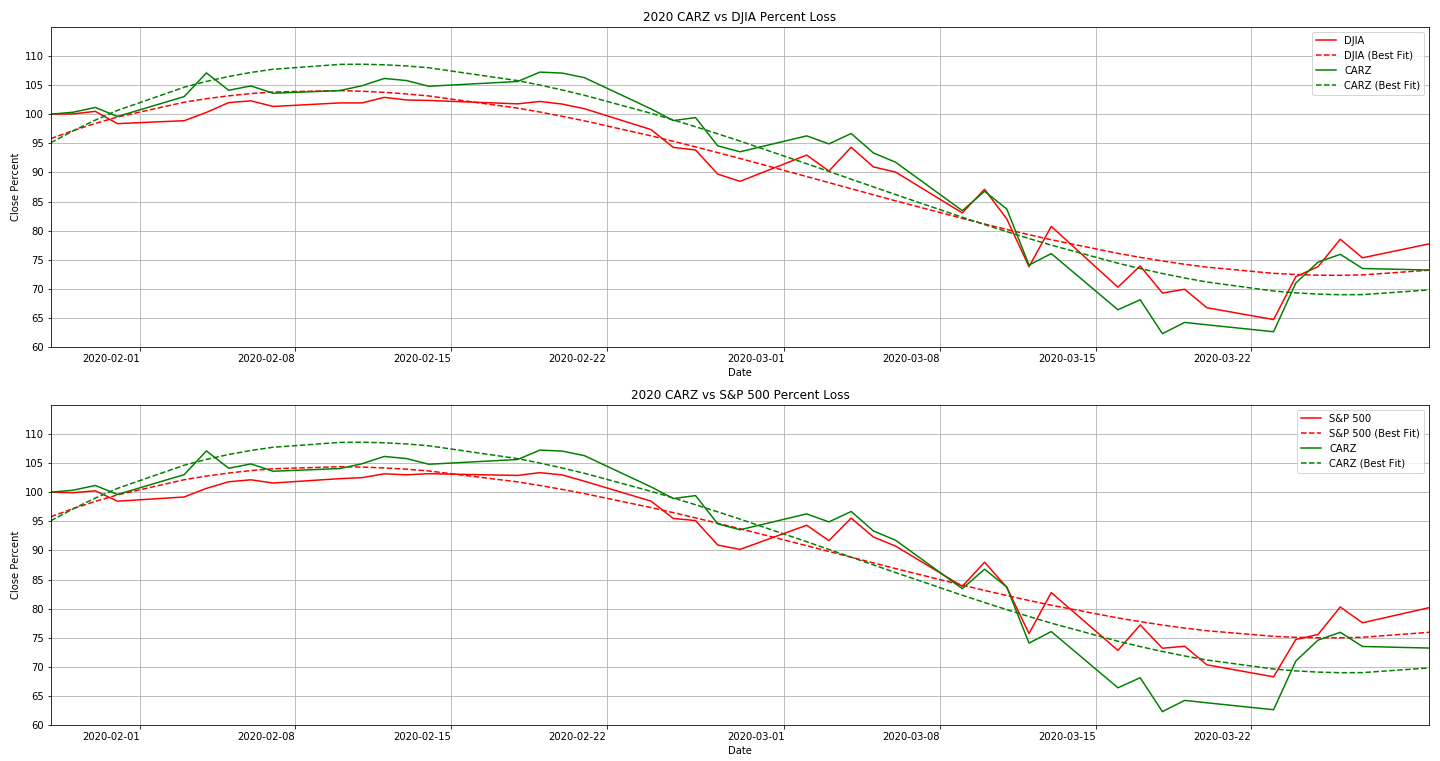 2020 CARZ vs DJIA Percent Loss
DJIA
DJIA (Best Fit)
CARZ
CARZ (Best Fit)
Close Percent
110
105
100
95
90
85
80
75
70
65
60
2020-02-01
2020-02-08
2020-02-15
2020-02-22
2020-03-01
2020-03-08
2020-03-15
2020-03-22
Date
2020 CARZ vs S&P 500 Percent Loss
S&P 500
S&P 500 (Best Fit)
CARZ
CARZ (Best Fit)
Close Percent
110
105
100
95
90
85
80
75
70
65
60
2020-02-01
2020-02-08
2020-02-15
2020-02-22
2020-03-01
2020-03-08
2020-03-15
2020-03-22
Date